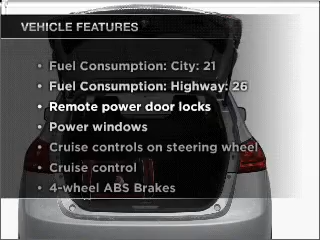 VEHICLE FEATURES
• Fuel Consumption: City: 21
• Fuel Consumption: Highway: 26
• Remote power door locks
• Power windows
• Cruise controls on steering wheel
• Cruise control
• 4-wheel ABS Brakes